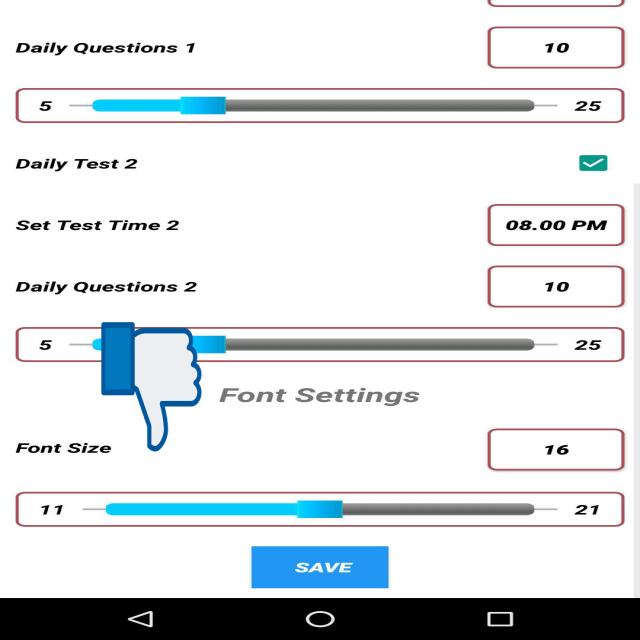 Daily Questions 1
10
5
25
Daily Test 2
Set Test Time 2
08.00 PM
Daily Questions 2
10
5
25
Font Settings
Font Size
16
11
21
SAVE